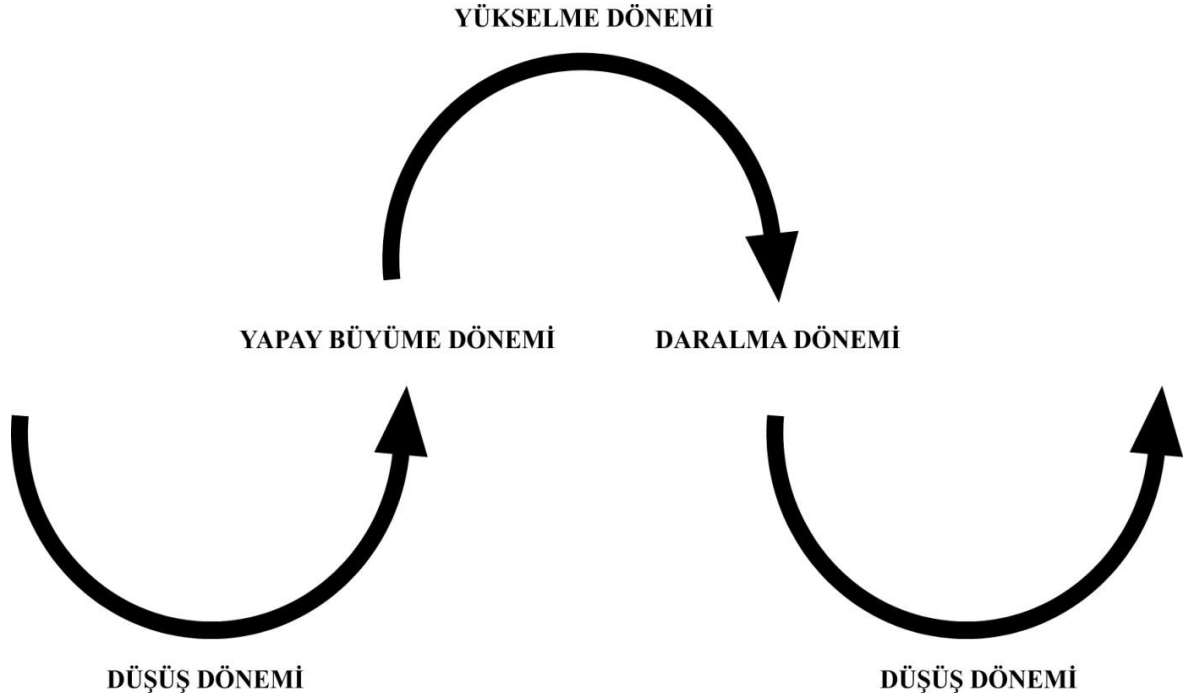 YÜKSELME DÖNEMİ
YAPAY BÜYÜME DÖNEMİ
DARALMA DÖNEMİ
DÜŞÜŞ DÖNEMİ
DÜŞÜŞ DÖNEMİ